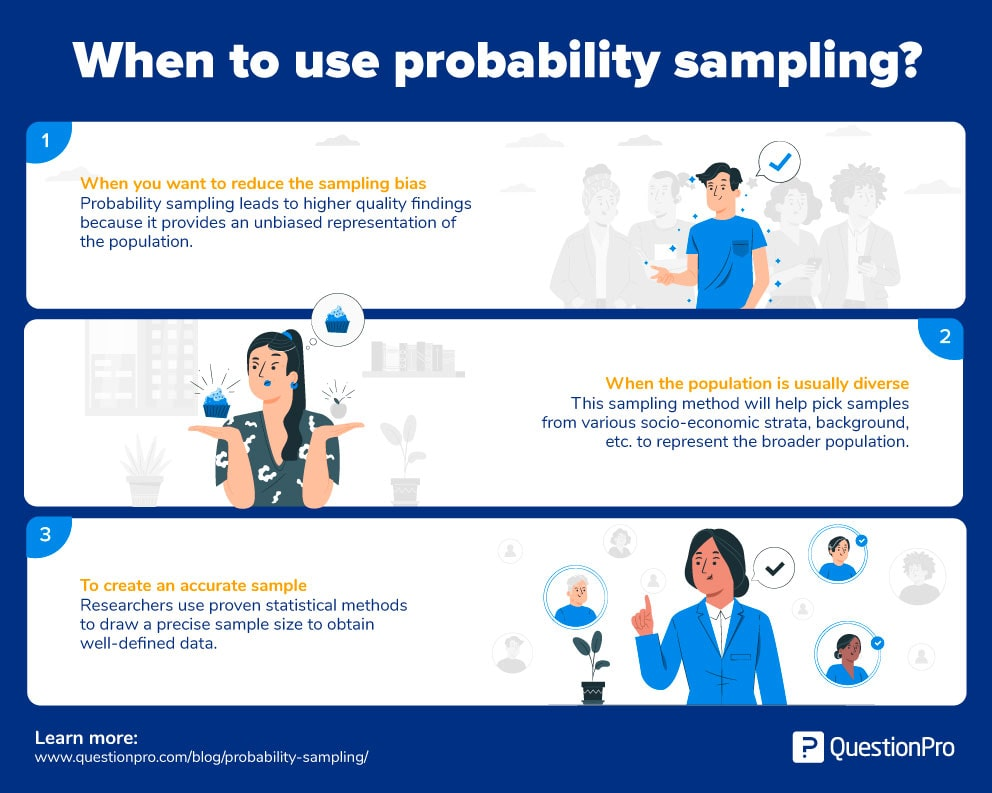 When to use probability sampling?
1
When you want to reduce the sampling bias
Probability sampling leads to higher quality findings
because it provides an unbiased representation of
the population.
2
When the population is usually diverse
This sampling method will help pick samples
from various socio-economic strata, background,
etc. to represent the broader population.
3
To create an accurate sample
Researchers use proven statistical methods
to draw a precise sample size to obtain
well-defined data.
Learn more:
www.questionpro.com/blog/probability-sampling/
QuestionPro